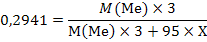 0,2941 = M(Me) × 3 / M(Me) × 3 + 95 × X